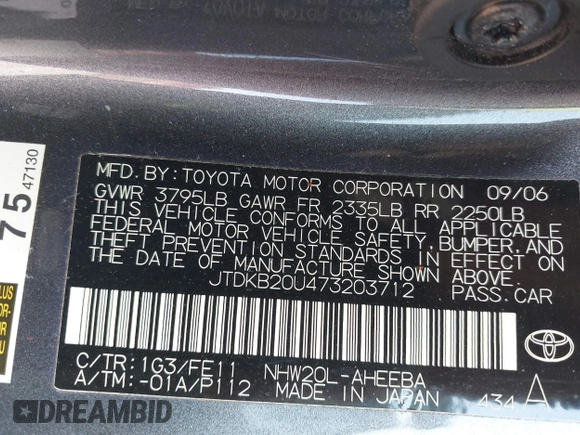 MFD. BY: TOYOTA MOTOR CORPORATION 09/06
GVWR 3795LB GAWR FR 2335LB RR 2250LB
THIS VEHICLE CONFORMS TO ALL APPLICABLE
FEDERAL MOTOR VEHICLE SAFETY, BUMPER, AND
THEFT PREVENTION STANDARDS IN EFFECT ON
THE DATE OF MANUFACTURE SHOWN ABOVE.
JTDKB20U473203712 PASS. CAR
C/TR: 1G3/FE11 NHW20L-AHEEBA
A/TM: -01A/P112 MADE IN JAPAN 434 A
TOYOTA
75
47130
PLUS
DREAMBID